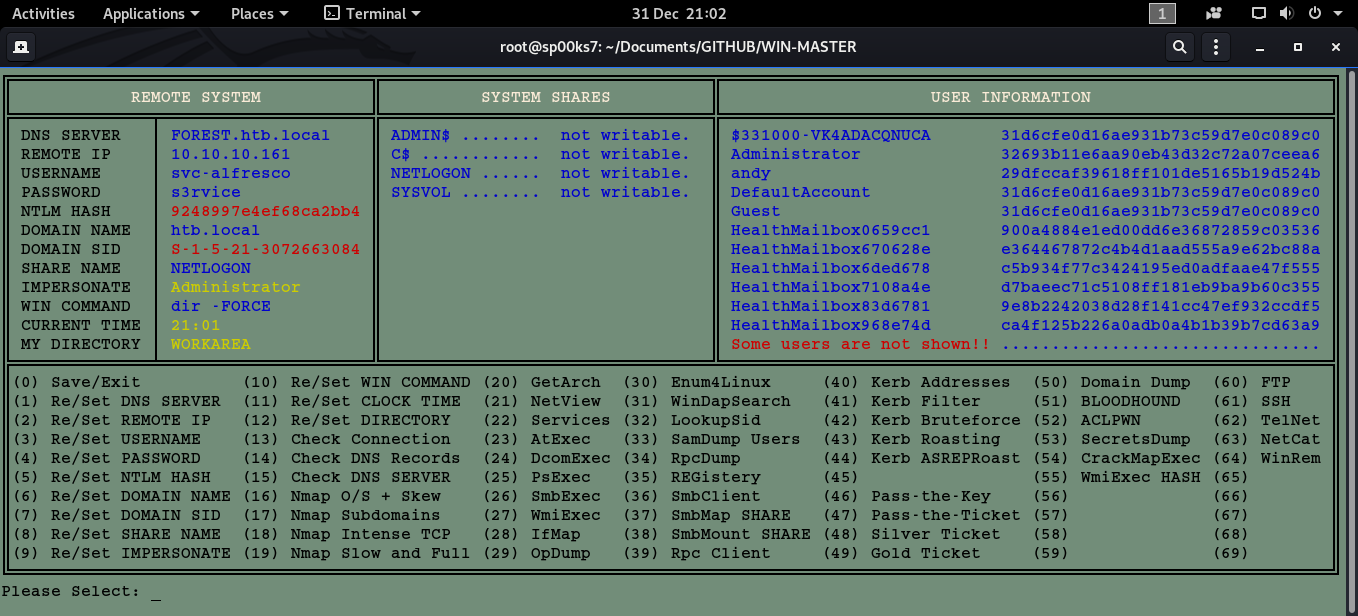 Activities Applications Places Terminal 31 Dec 21:02 1
root@sp00ks7: ~/Documents/GITHUB/WIN-MASTER
REMOTE SYSTEM SYSTEM SHARES USER INFORMATION
DNS SERVER FOREST.htb.local ADMIN$ ........ not writable. $331000-VK4ADACQNUCA 31d6cfe0d16ae931b73c59d7e0c089c0
REMOTE IP 10.10.10.161 C$ ............ not writable. Administrator 32693b11e6aa90eb43d32c72a07ceea6
USERNAME svc-alfresco NETLOGON ...... not writable. andy 29dfccaf39618ff101de5165b19d524b
PASSWORD s3rvice SYSVOL ........ not writable. DefaultAccount 31d6cfe0d16ae931b73c59d7e0c089c0
NTLM HASH 9248997e4ef68ca2bb4 Guest 31d6cfe0d16ae931b73c59d7e0c089c0
DOMAIN NAME htb.local HealthMailbox0659cc1 900a4884e1ed00dd6e36872859c03536
DOMAIN SID S-1-5-21-3072663084 HealthMailbox670628e e364467872c4b4d1aad555a9e62bc88a
SHARE NAME NETLOGON HealthMailbox6ded678 c5b934f77c3424195ed0adfaae47f555
IMPERSONATE Administrator HealthMailbox7108a4e d7baeec71c5108ff181eb9ba9b60c355
WIN COMMAND dir -FORCE HealthMailbox83d6781 9e8b2242038d28f141cc47ef932ccdf5
CURRENT TIME 21:01 HealthMailbox968e74d ca4f125b226a0adb0a4b1b39b7cd63a9
MY DIRECTORY WORKAREA Some users are not shown!! ................................
(0) Save/Exit (10) Re/Set WIN COMMAND (20) GetArch (30) Enum4Linux (40) Kerb Addresses (50) Domain Dump (60) FTP
(1) Re/Set DNS SERVER (11) Re/Set CLOCK TIME (21) NetView (31) WinDapSearch (41) Kerb Filter (51) BLOODHOUND (61) SSH
(2) Re/Set REMOTE IP (12) Re/Set DIRECTORY (22) Services (32) LookupSid (42) Kerb Bruteforce (52) ACLPWN (62) TelNet
(3) Re/Set USERNAME (13) Check Connection (23) AtExec (33) SamDump Users (43) Kerb Roasting (53) SecretsDump (63) NetCat
(4) Re/Set PASSWORD (14) Check DNS Records (24) DcomExec (34) RpcDump (44) Kerb ASREPRoast (54) CrackMapExec (64) WinRem
(5) Re/Set NTLM HASH (15) Check DNS SERVER (25) PsExec (35) REGistery (45) (55) WmiExec HASH (65)
(6) Re/Set DOMAIN NAME (16) Nmap O/S + Skew (26) SmbExec (36) SmbClient (46) Pass-the-Key (56) (66)
(7) Re/Set DOMAIN SID (17) Nmap Subdomains (27) WmiExec (37) SmbMap SHARE (47) Pass-the-Ticket (57) (67)
(8) Re/Set SHARE NAME (18) Nmap Intense TCP (28) IfMap (38) SmbMount SHARE (48) Silver Ticket (58) (68)
(9) Re/Set IMPERSONATE (19) Nmap Slow and Full (29) OpDump (39) Rpc Client (49) Gold Ticket (59) (69)
Please Select: _